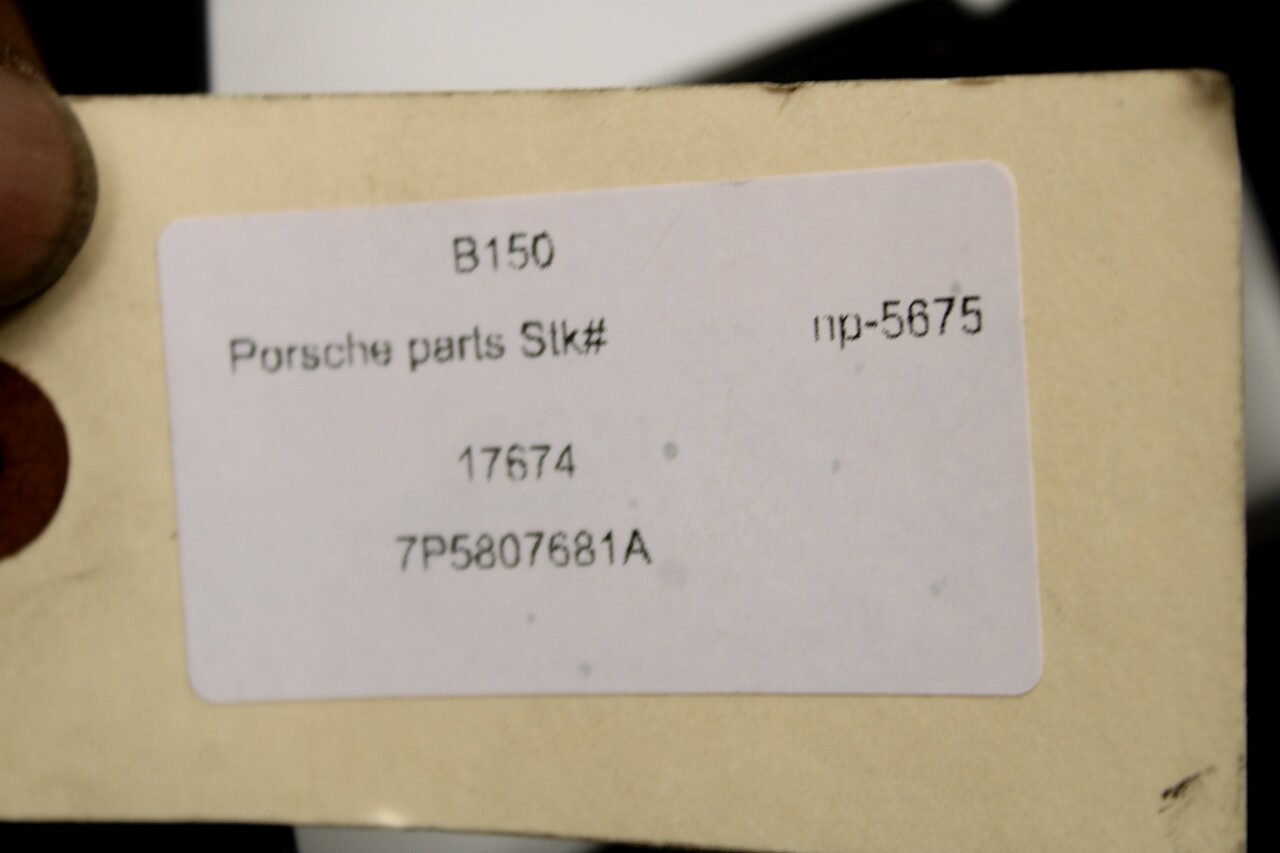 B150
Porsche parts Stk# np-5675
17674
7P5807681A